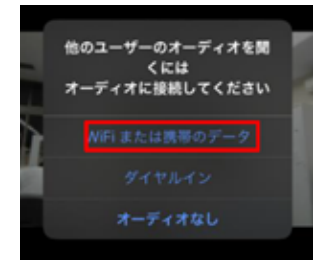 他のユーザーのオーディオを聞
くには
オーディオに接続してください
WiFi または携帯のデータ
ダイヤルイン
オーディオなし